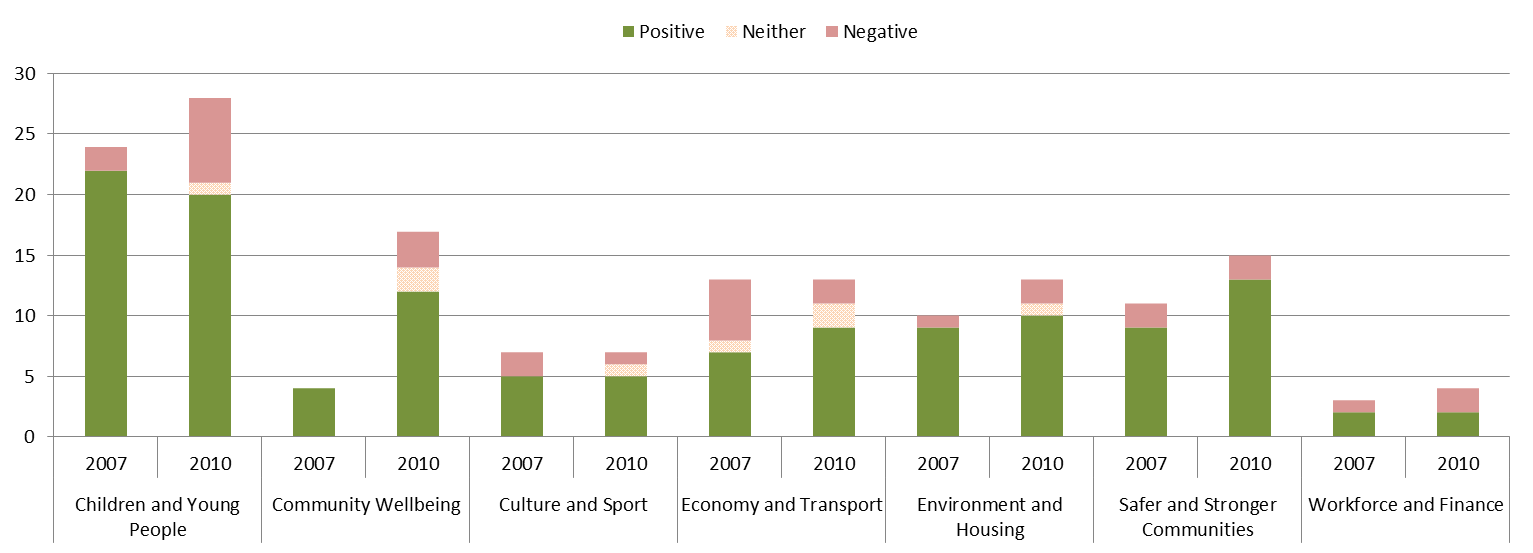 Positive Neither Negative
30
25
20
15
10
5
0
2007 2010 2007 2010 2007 2010 2007 2010 2007 2010 2007 2010 2007 2010
Children and Young People
Community Wellbeing
Culture and Sport
Economy and Transport
Environment and Housing
Safer and Stronger Communities
Workforce and Finance